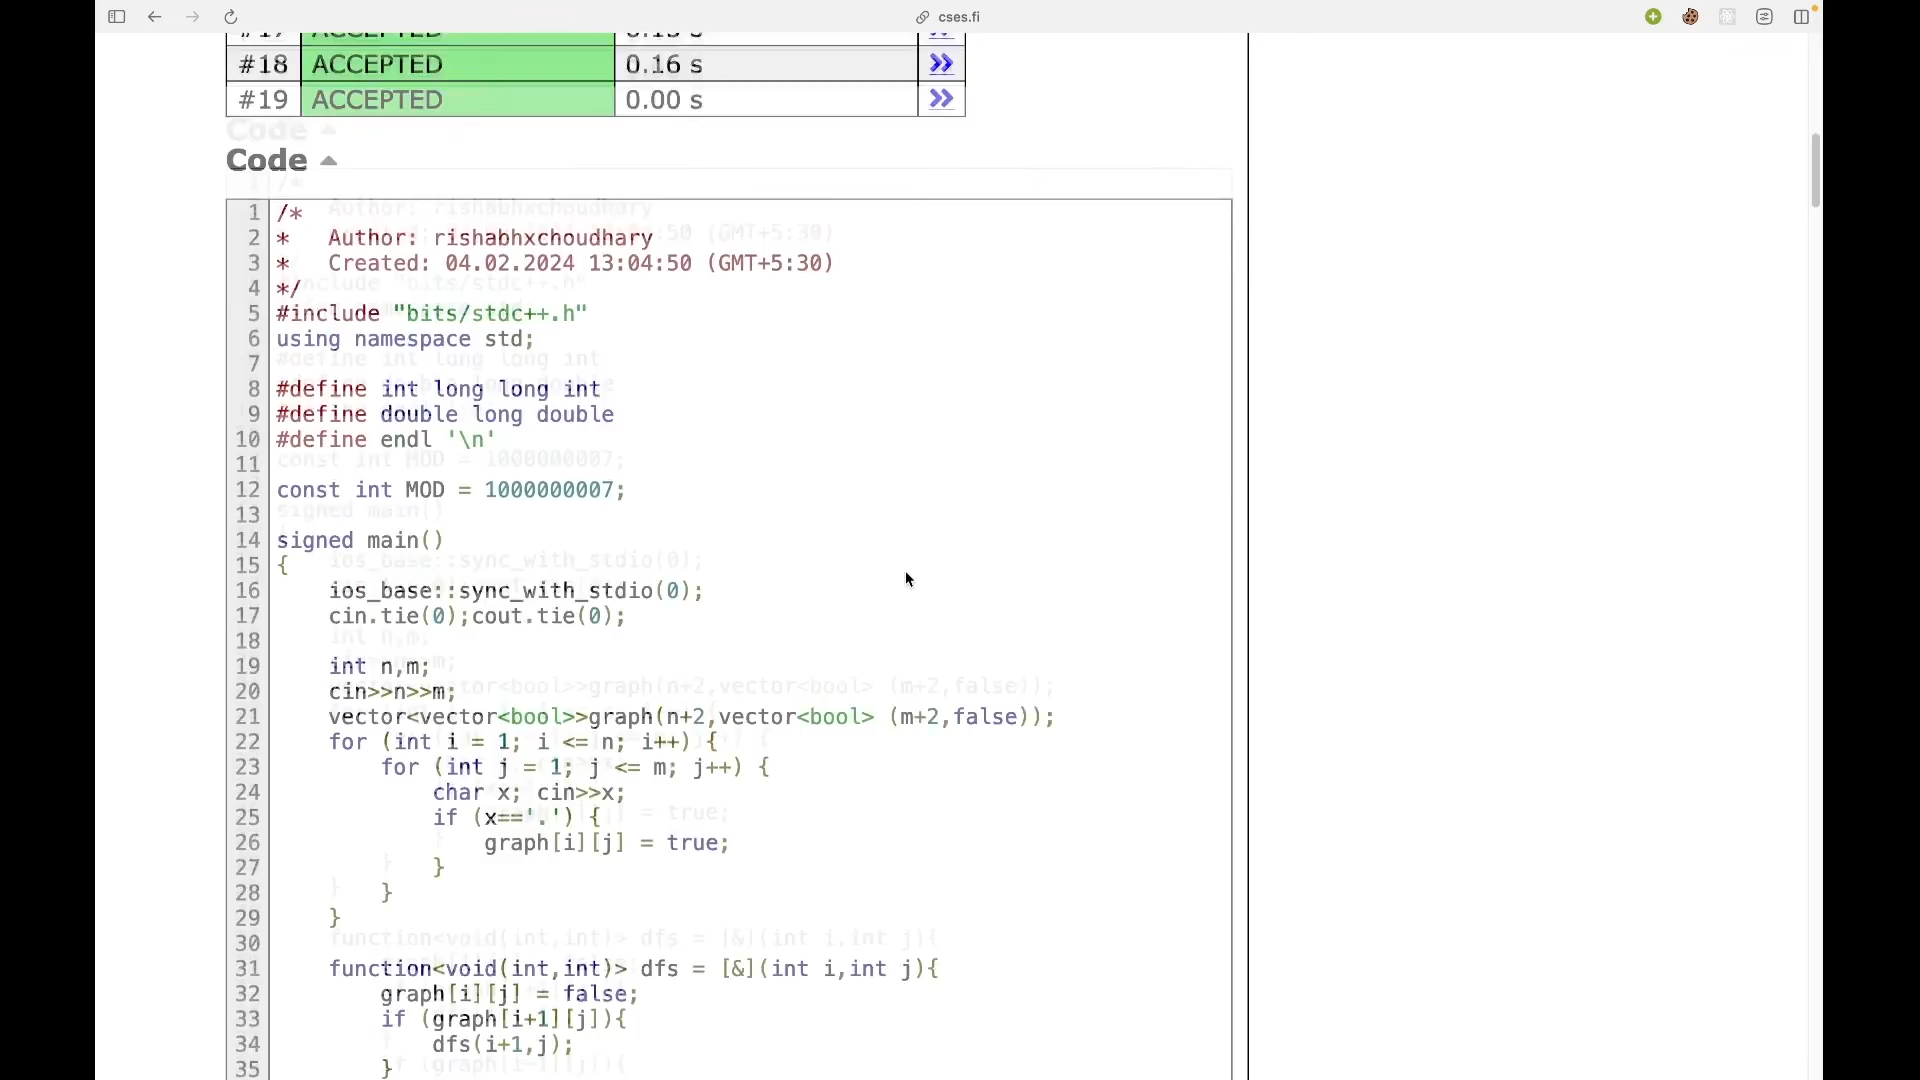 cses.fi
#17 ACCEPTED 0.15 s >>
#18 ACCEPTED 0.16 s >>
#19 ACCEPTED 0.00 s >>
Code
1 /*
2 *   Author: rishabhxchoudhary
3 *   Created: 04.02.2024 13:04:50 (GMT+5:30)
4 */
5 #include "bits/stdc++.h"
6 using namespace std;
7
8 #define int long long int
9 #define double long double
10 #define endl '\n'
11
12 const int MOD = 1000000007;
13
14 signed main()
15 {
16     ios_base::sync_with_stdio(0);
17     cin.tie(0);cout.tie(0);
18
19     int n,m;
20     cin>>n>>m;
21     vector<vector<bool>>graph(n+2,vector<bool> (m+2,false));
22     for (int i = 1; i <= n; i++) {
23         for (int j = 1; j <= m; j++) {
24             char x; cin>>x;
25             if (x=='.') {
26                 graph[i][j] = true;
27             }
28         }
29     }
30
31     function<void(int,int)> dfs = [&](int i,int j){
32         graph[i][j] = false;
33         if (graph[i+1][j]){
34             dfs(i+1,j);
35         }